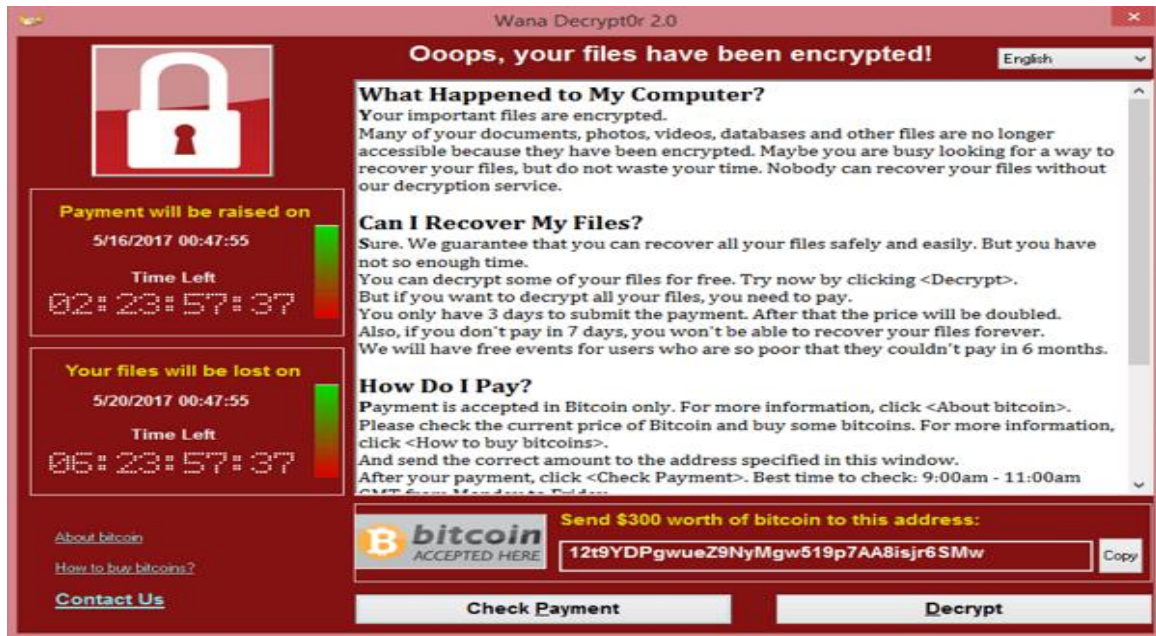 Wana Decrypt0r 2.0
Ooops, your files have been encrypted!
English
Payment will be raised on
5/16/2017 00:47:55
Time Left
02:23:57:37
Your files will be lost on
5/20/2017 00:47:55
Time Left
06:23:57:37
About bitcoin
How to buy bitcoins?
Contact Us
What Happened to My Computer?
Your important files are encrypted.
Many of your documents, photos, videos, databases and other files are no longer
accessible because they have been encrypted. Maybe you are busy looking for a way to
recover your files, but do not waste your time. Nobody can recover your files without
our decryption service.
Can I Recover My Files?
Sure. We guarantee that you can recover all your files safely and easily. But you have
not so enough time.
You can decrypt some of your files for free. Try now by clicking <Decrypt>.
But if you want to decrypt all your files, you need to pay.
You only have 3 days to submit the payment. After that the price will be doubled.
Also, if you don't pay in 7 days, you won't be able to recover your files forever.
We will have free events for users who are so poor that they couldn't pay in 6 months.
How Do I Pay?
Payment is accepted in Bitcoin only. For more information, click <About bitcoin>.
Please check the current price of Bitcoin and buy some bitcoins. For more information,
click <How to buy bitcoins>.
And send the correct amount to the address specified in this window.
After your payment, click <Check Payment>. Best time to check: 9:00am - 11:00am
GMT from Monday to Friday
bitcoin
ACCEPTED HERE
Send $300 worth of bitcoin to this address:
12t9YDPgwueZ9NyMgw519p7AA8isjr6SMw
Copy
Check Payment
Decrypt